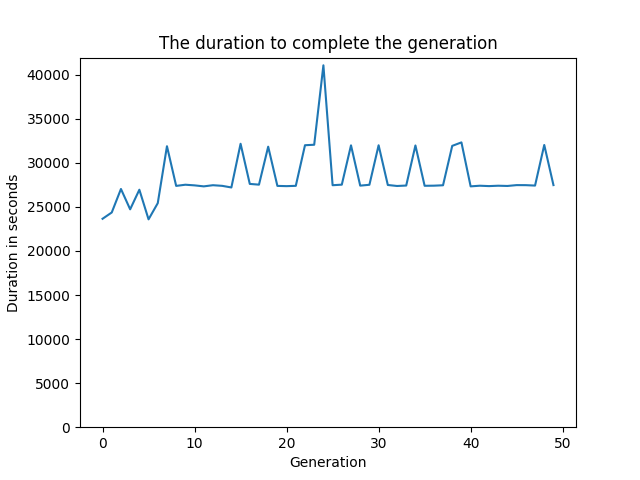 The duration to complete the generation
40000
35000
30000
25000
20000
15000
10000
5000
0
Duration in seconds
0 10 20 30 40 50
Generation